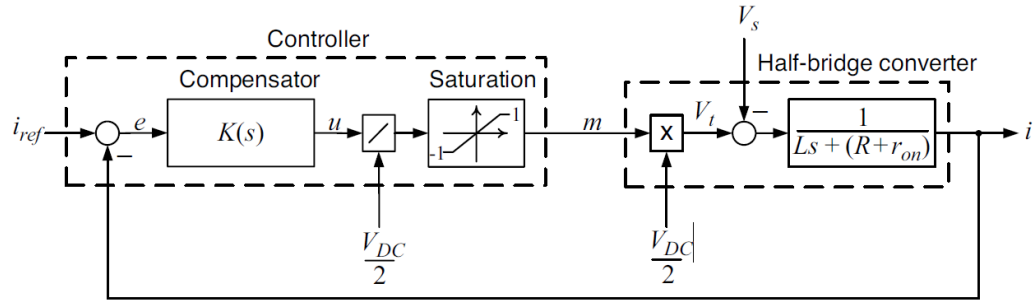 V_s
Controller
Half-bridge converter
Compensator
Saturation
i_ref
e
K(s)
u
/
1
-1
m
x
V_t
1
Ls + (R + r_on)
i
−
−
V_DC
2
V_DC
2